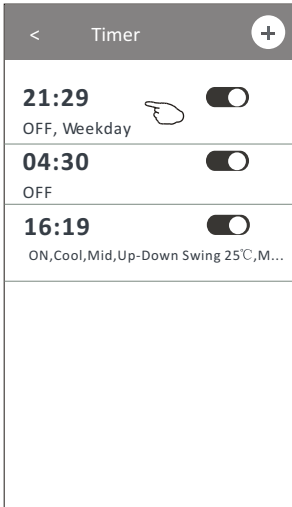 < Timer +
21:29
OFF, Weekday
04:30
OFF
16:19
ON,Cool,Mid,Up-Down Swing 25℃,M...